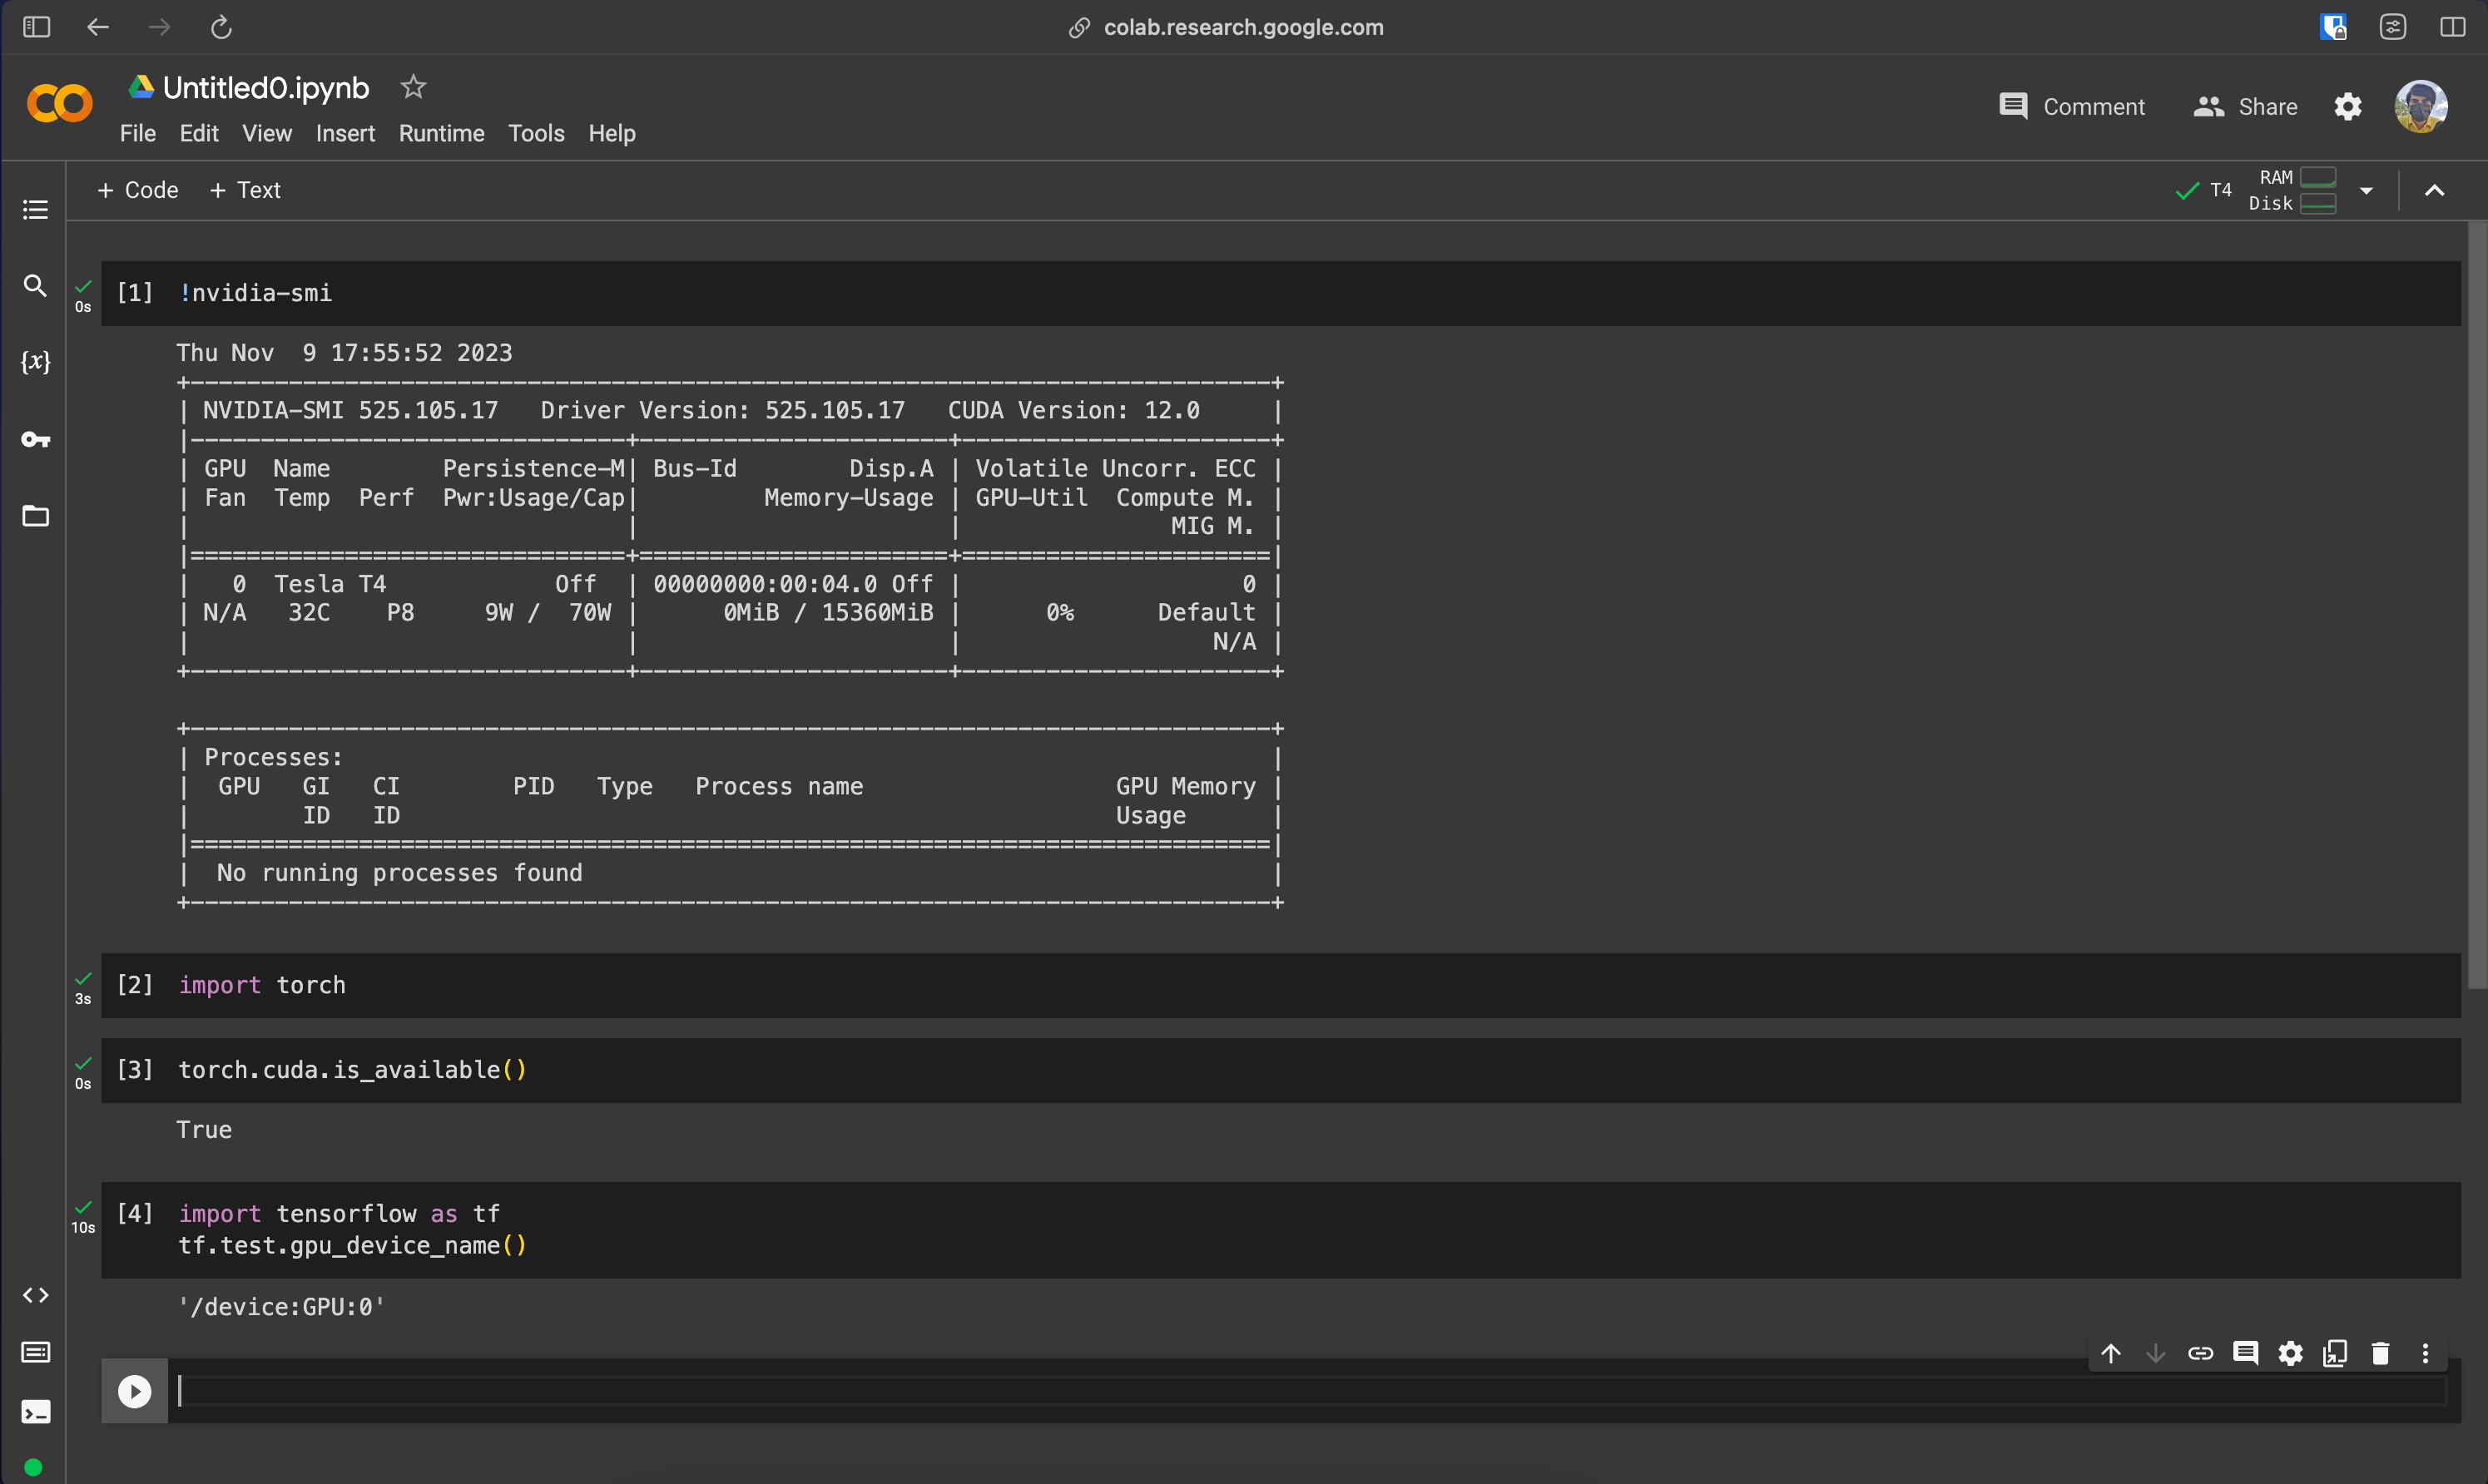 colab.research.google.com
Untitled0.ipynb
File Edit View Insert Runtime Tools Help
Comment
Share
+ Code + Text
T4
RAM
Disk
{x}
0s
[1] !nvidia-smi
Thu Nov  9 17:55:52 2023
+-----------------------------------------------------------------------------+
| NVIDIA-SMI 525.105.17   Driver Version: 525.105.17   CUDA Version: 12.0     |
|-------------------------------+----------------------+----------------------+
| GPU  Name        Persistence-M| Bus-Id        Disp.A | Volatile Uncorr. ECC |
| Fan  Temp  Perf  Pwr:Usage/Cap|         Memory-Usage | GPU-Util  Compute M. |
|                               |                      |               MIG M. |
|===============================+======================+======================|
|   0  Tesla T4            Off  | 00000000:00:04.0 Off |                    0 |
| N/A   32C    P8     9W /  70W |      0MiB / 15360MiB |      0%      Default |
|                               |                      |                  N/A |
+-------------------------------+----------------------+----------------------+
+-----------------------------------------------------------------------------+
| Processes:                                                                  |
|  GPU   GI   CI        PID   Type   Process name                  GPU Memory |
|        ID   ID                                                   Usage      |
|=============================================================================|
|  No running processes found                                                 |
+-----------------------------------------------------------------------------+
3s
[2] import torch
0s
[3] torch.cuda.is_available()
True
10s
[4] import tensorflow as tf
tf.test.gpu_device_name()
'/device:GPU:0'